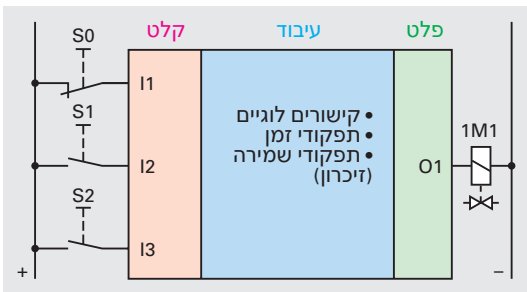 קלט
עיבוד
פלט
S0
I1
S1
I2
S2
I3
• קישורים לוגיים
• תפקודי זמן
• תפקודי שמירה
(זיכרון)
1M1
O1
+
–